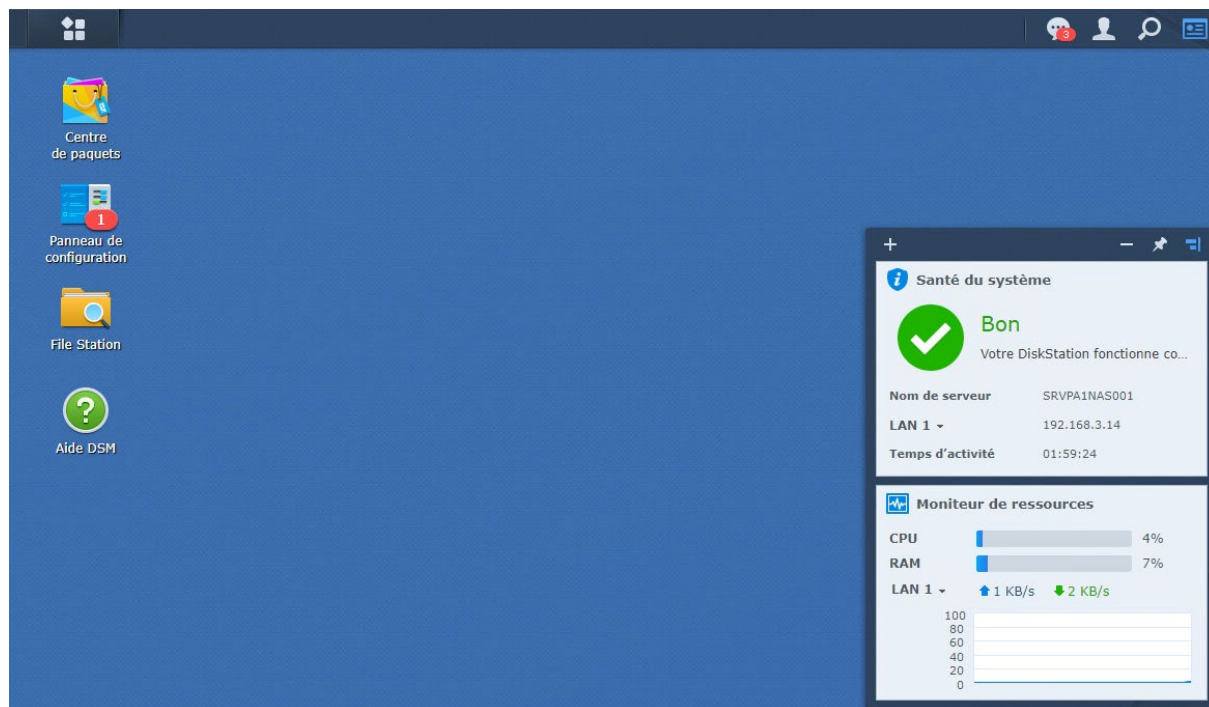 3
Centre
de paquets
1
Panneau de
configuration
File Station
?
Aide DSM
+
i Santé du système
Bon
Votre DiskStation fonctionne co...
Nom de serveur SRVPA1NAS001
LAN 1 192.168.3.14
Temps d'activité 01:59:24
Moniteur de ressources
CPU 4%
RAM 7%
LAN 1 1 KB/s 2 KB/s
100
80
60
40
20
0